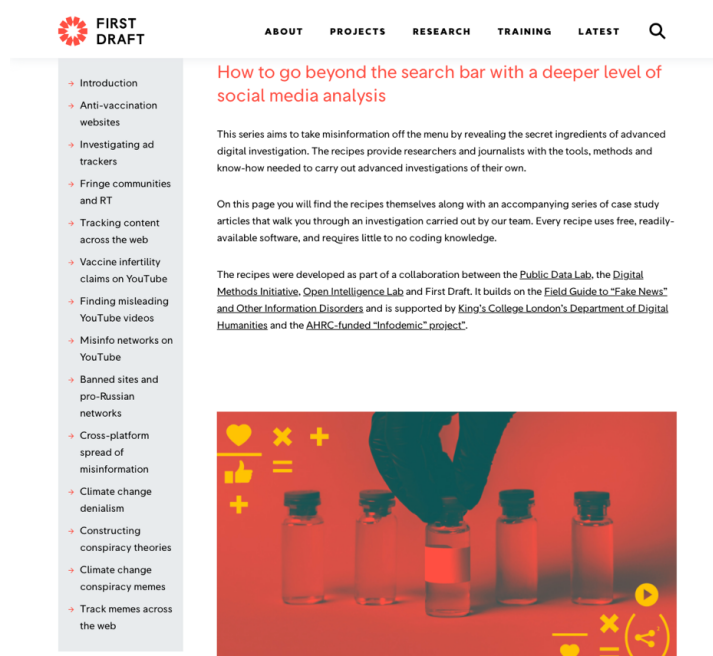 FIRST
DRAFT
ABOUT PROJECTS RESEARCH TRAINING LATEST
Introduction
Anti-vaccination
websites
Investigating ad
trackers
Fringe communities
and RT
Tracking content
across the web
Vaccine infertility
claims on YouTube
Finding misleading
YouTube videos
Misinfo networks on
YouTube
Banned sites and
pro-Russian
networks
Cross-platform
spread of
misinformation
Climate change
denialism
Constructing
conspiracy theories
Climate change
conspiracy memes
Track memes across
the web
How to go beyond the search bar with a deeper level of
social media analysis
This series aims to take misinformation off the menu by revealing the secret ingredients of advanced
digital investigation. The recipes provide researchers and journalists with the tools, methods and
know-how needed to carry out advanced investigations of their own.
On this page you will find the recipes themselves along with an accompanying series of case study
articles that walk you through an investigation carried out by our team. Every recipe uses free, readily-
available software, and requires little to no coding knowledge.
The recipes were developed as part of a collaboration between the Public Data Lab, the Digital
Methods Initiative, Open Intelligence Lab and First Draft. It builds on the Field Guide to “Fake News”
and Other Information Disorders and is supported by King’s College London’s Department of Digital
Humanities and the AHRC-funded “Infodemic” project”.